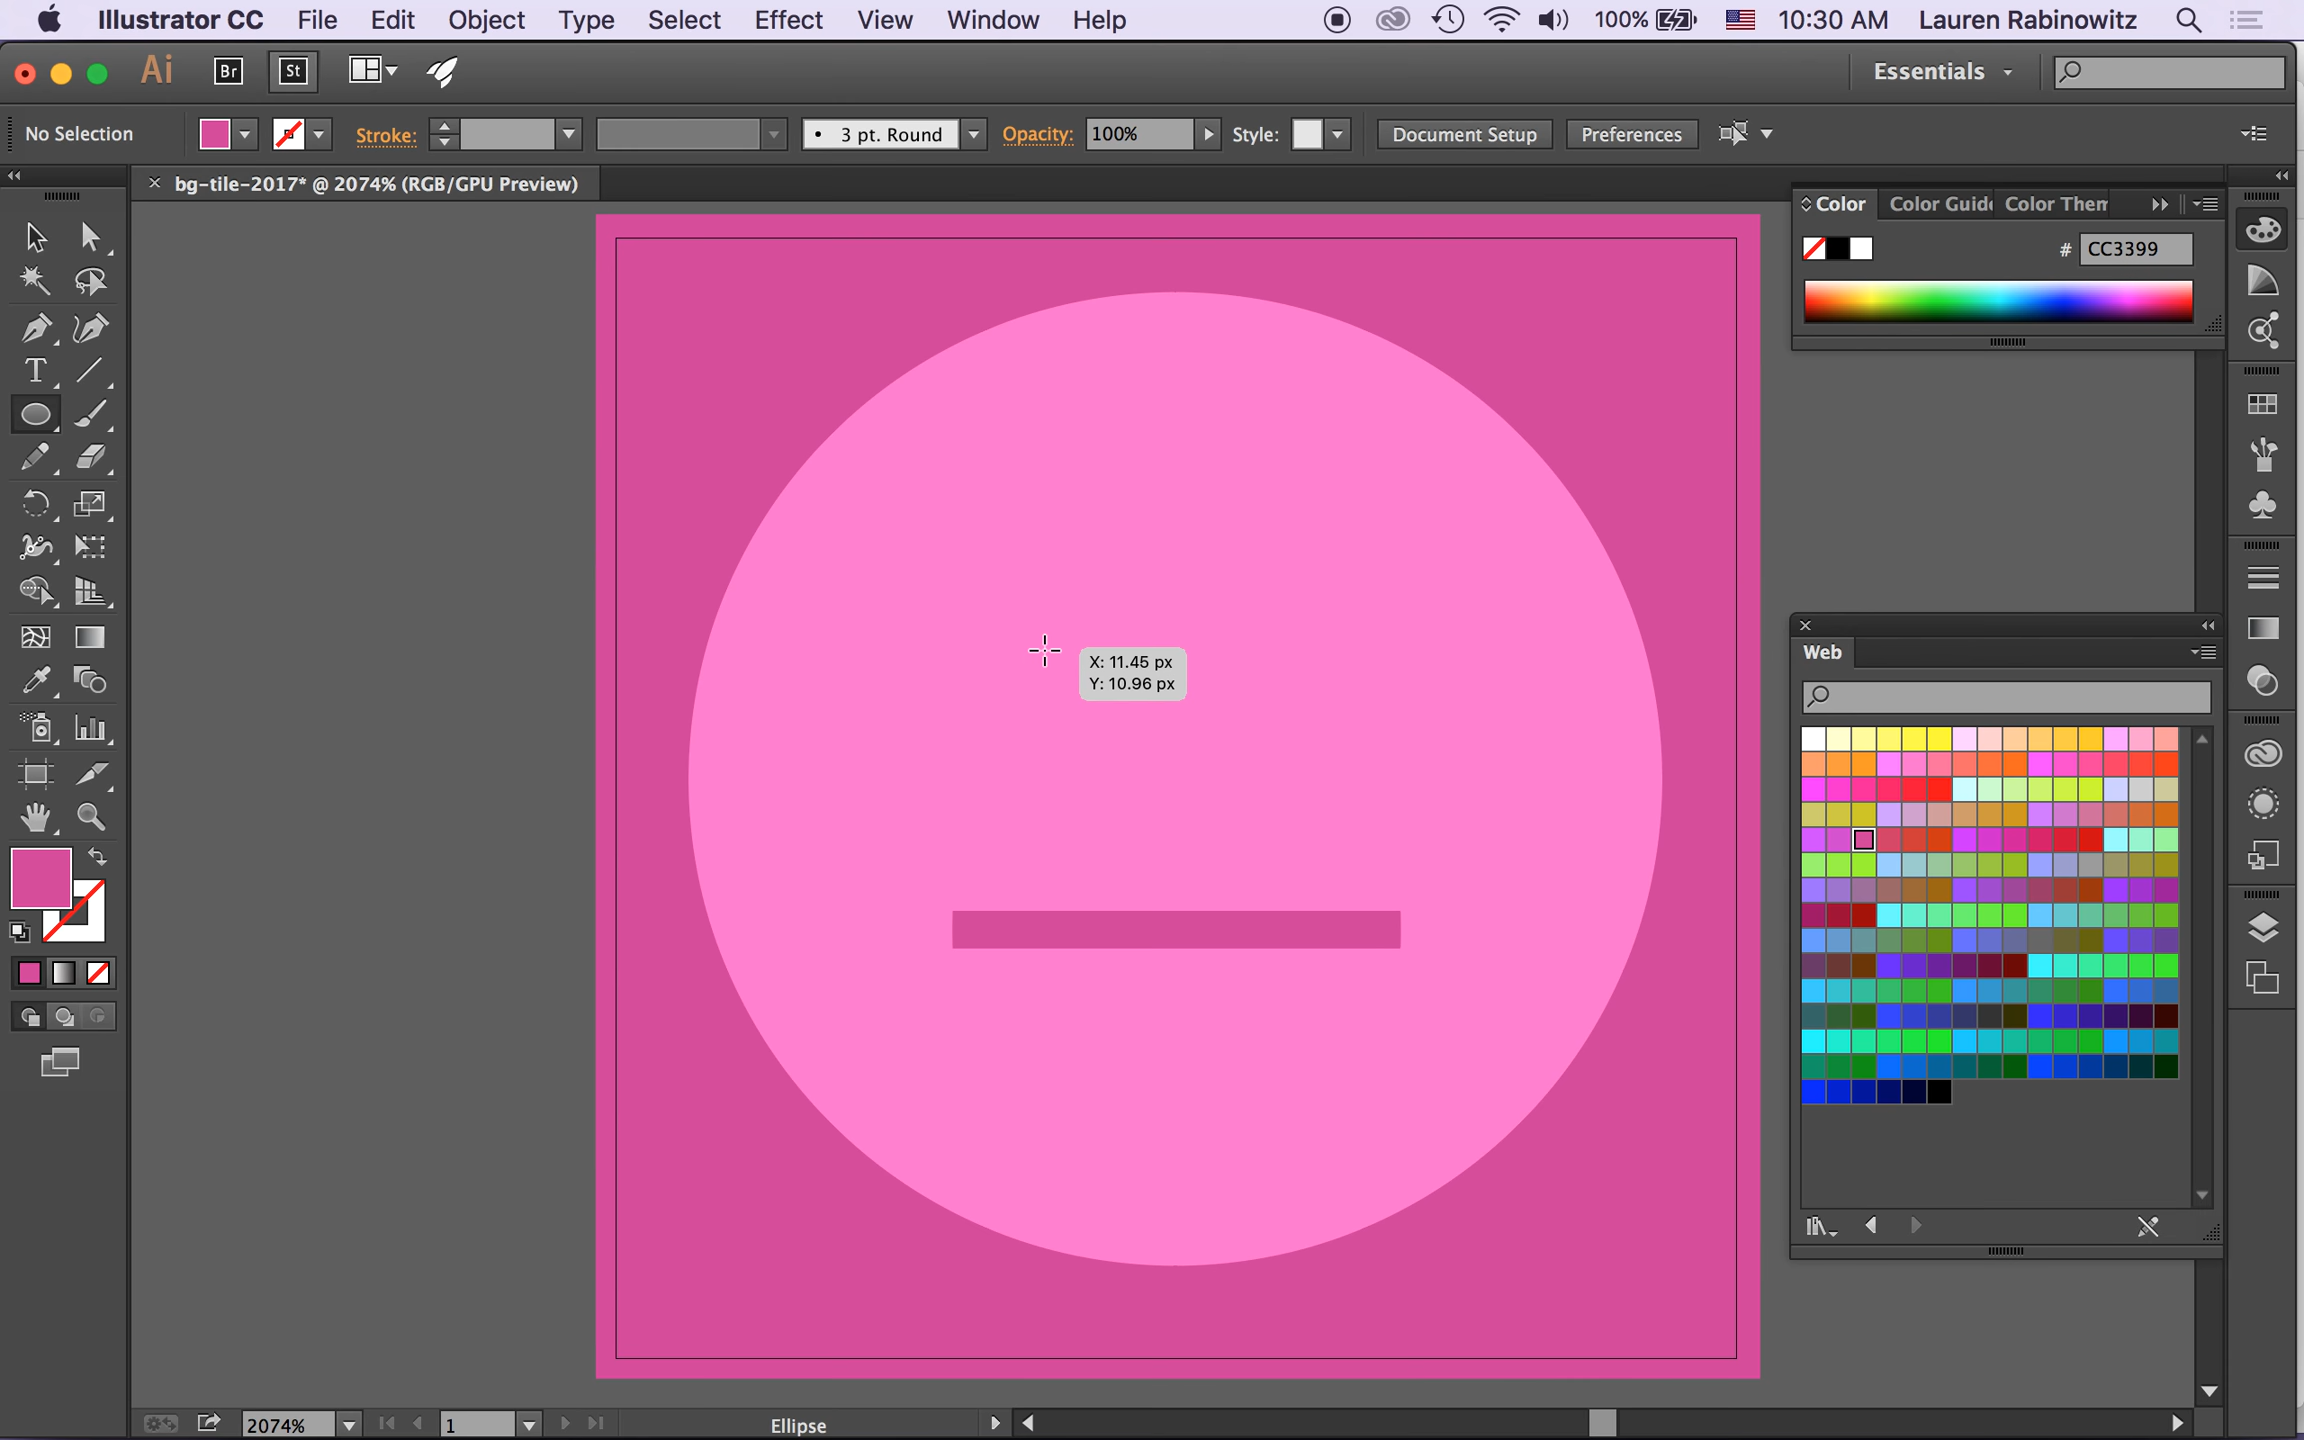 Illustrator CC File Edit Object Type Select Effect View Window Help 100% 10:30 AM Lauren Rabinowitz
Ai Br St Essentials
No Selection Stroke: 3 pt. Round Opacity: 100% Style: Document Setup Preferences
bg-tile-2017* @ 2074% (RGB/GPU Preview)
Color Color Guide Color Them
# CC3399
T
X: 11.45 px
Y: 10.96 px
Web
2074% 1 Ellipse